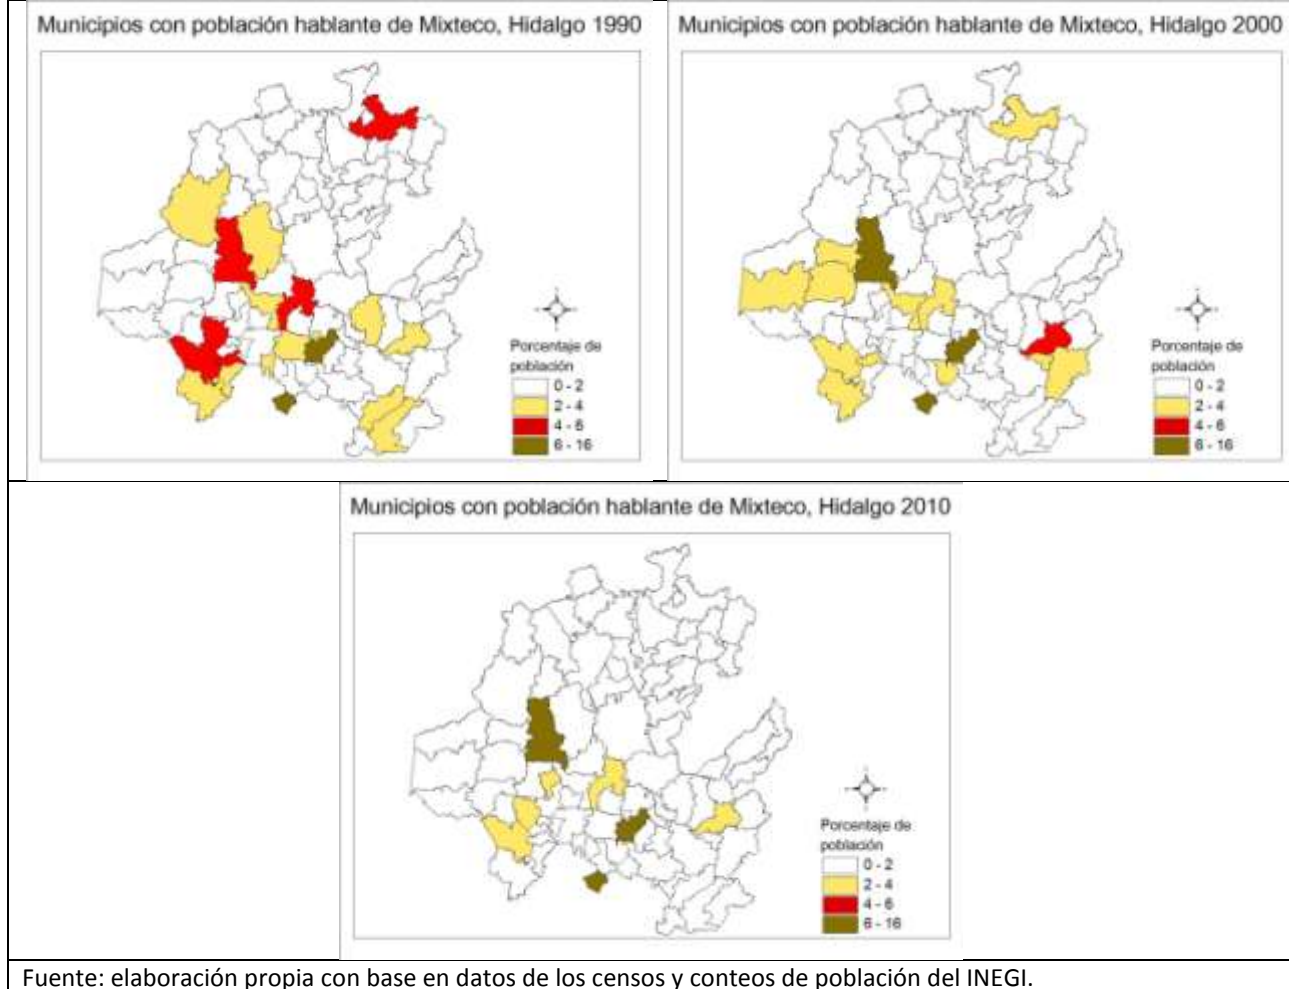 Municipios con población hablante de Mixteco, Hidalgo 1990
Porcentaje de
población
0 - 2
2 - 4
4 - 6
6 - 16
Municipios con población hablante de Mixteco, Hidalgo 2000
Porcentaje de
población
0 - 2
2 - 4
4 - 6
6 - 16
Municipios con población hablante de Mixteco, Hidalgo 2010
Porcentaje de
población
0 - 2
2 - 4
4 - 6
6 - 16
Fuente: elaboración propia con base en datos de los censos y conteos de población del INEGI.